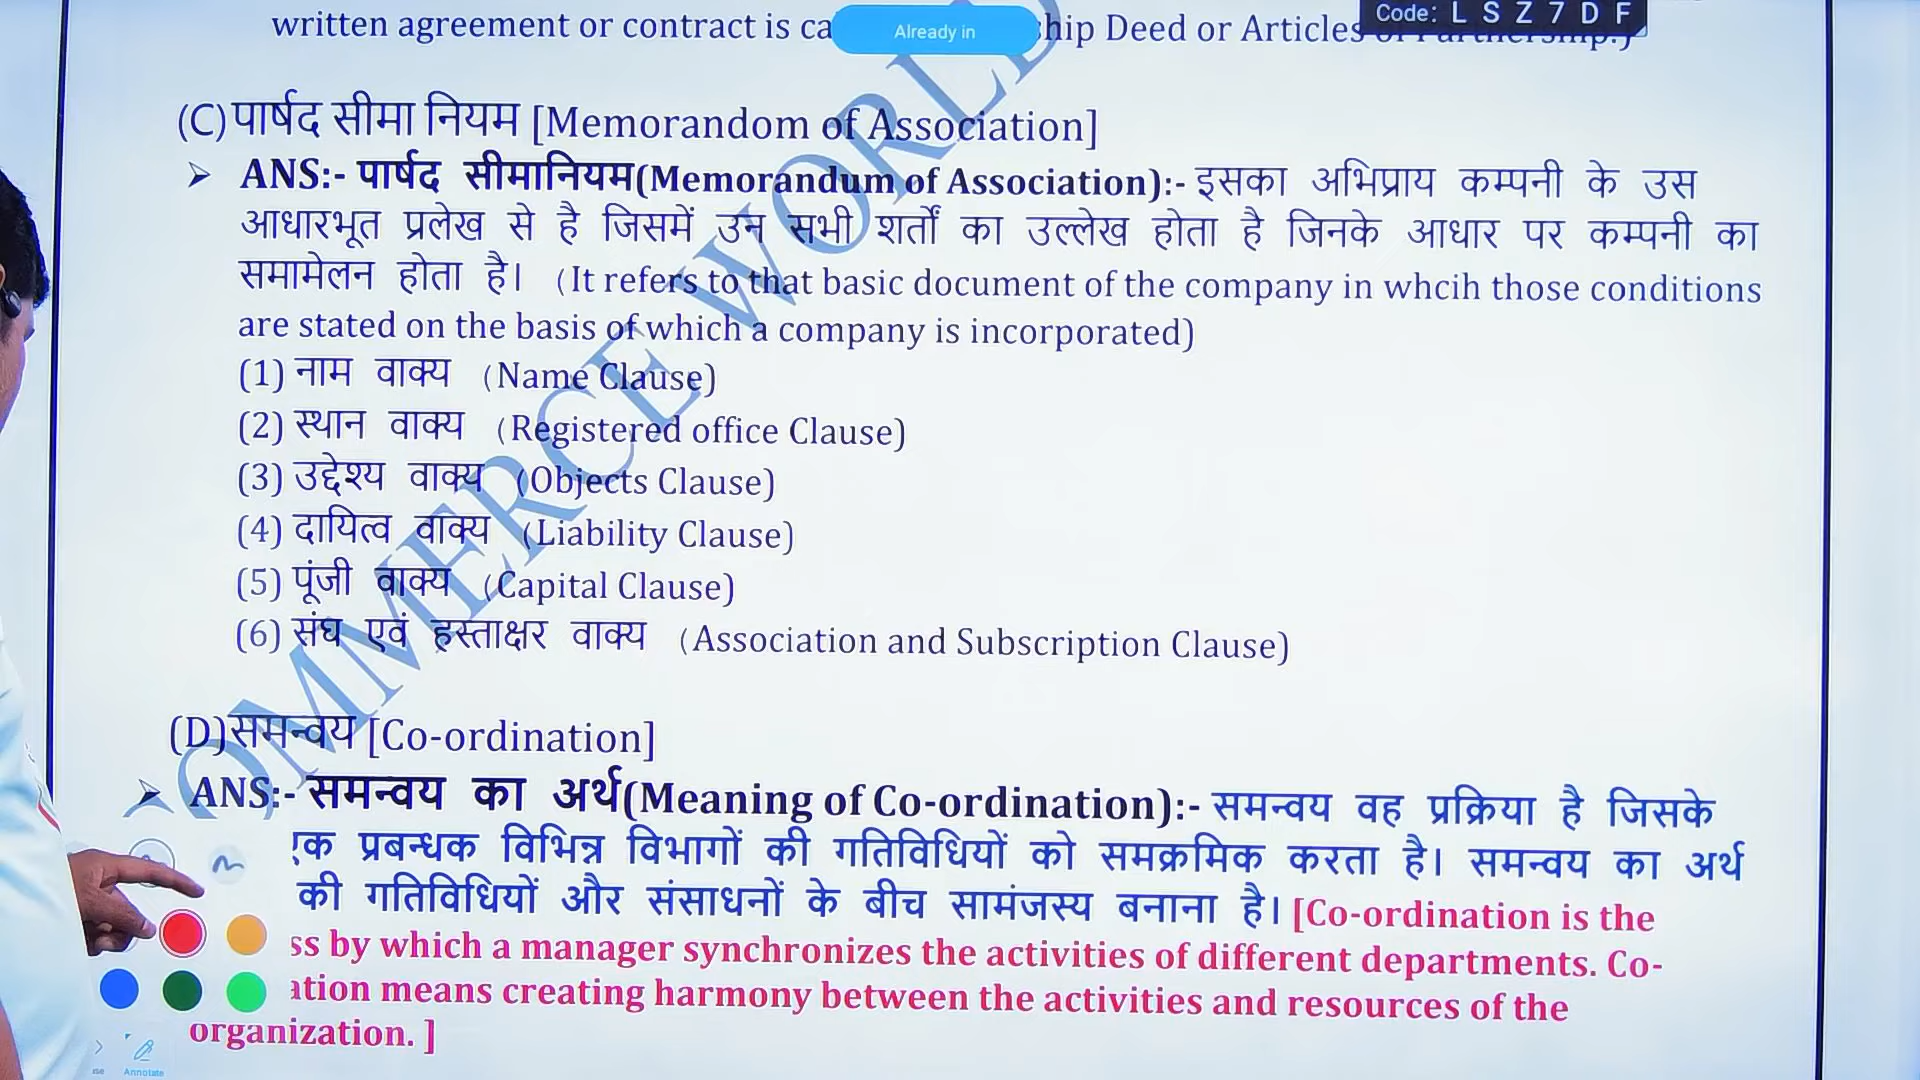 written agreement or contract is ca
Already in
hip Deed or Articles of Partnership.)
Code: L S Z 7 D F
(C)पार्षद सीमा नियम [Memorandom of Association]
➢ ANS:- पार्षद सीमानियम(Memorandum of Association):- इसका अभिप्राय कम्पनी के उस
आधारभूत प्रलेख से है जिसमें उन सभी शर्तों का उल्लेख होता है जिनके आधार पर कम्पनी का
समामेलन होता है। (It refers to that basic document of the company in whcih those conditions
are stated on the basis of which a company is incorporated)
(1) नाम वाक्य (Name Clause)
(2) स्थान वाक्य (Registered office Clause)
(3) उद्देश्य वाक्य (Objects Clause)
(4) दायित्व वाक्य (Liability Clause)
(5) पूंजी वाक्य (Capital Clause)
(6) संघ एवं हस्ताक्षर वाक्य (Association and Subscription Clause)
(D)समन्वय [Co-ordination]
➢ ANS:- समन्वय का अर्थ(Meaning of Co-ordination):- समन्वय वह प्रक्रिया है जिसके
प्रबन्धक विभिन्न विभागों की गतिविधियों को समक्रमिक करता है। समन्वय का अर्थ
की गतिविधियों और संसाधनों के बीच सामंजस्य बनाना है। [Co-ordination is the
ss by which a manager synchronizes the activities of different departments. Co-
ation means creating harmony between the activities and resources of the
organization. ]
Annotate
OMMERCE WORLD